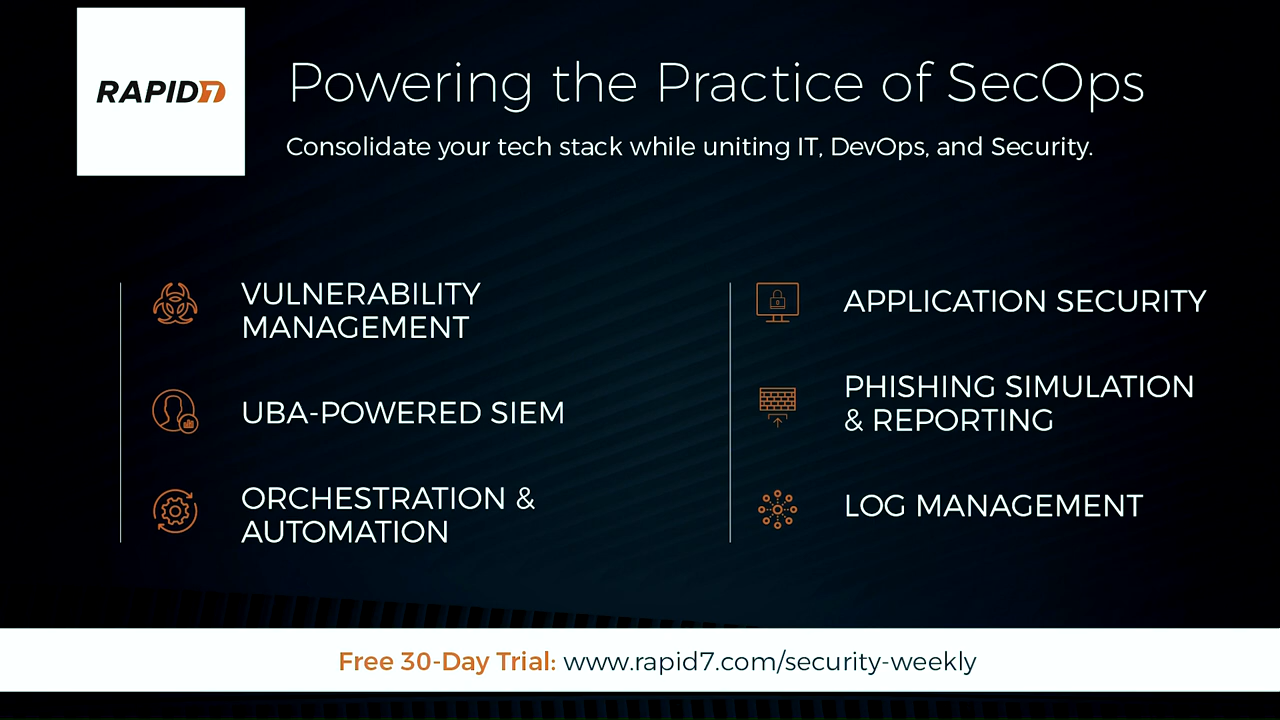 RAPID7
Powering the Practice of SecOps
Consolidate your tech stack while uniting IT, DevOps, and Security.
VULNERABILITY
MANAGEMENT
UBA-POWERED SIEM
ORCHESTRATION &
AUTOMATION
APPLICATION SECURITY
PHISHING SIMULATION
& REPORTING
LOG MANAGEMENT
Free 30-Day Trial: www.rapid7.com/security-weekly